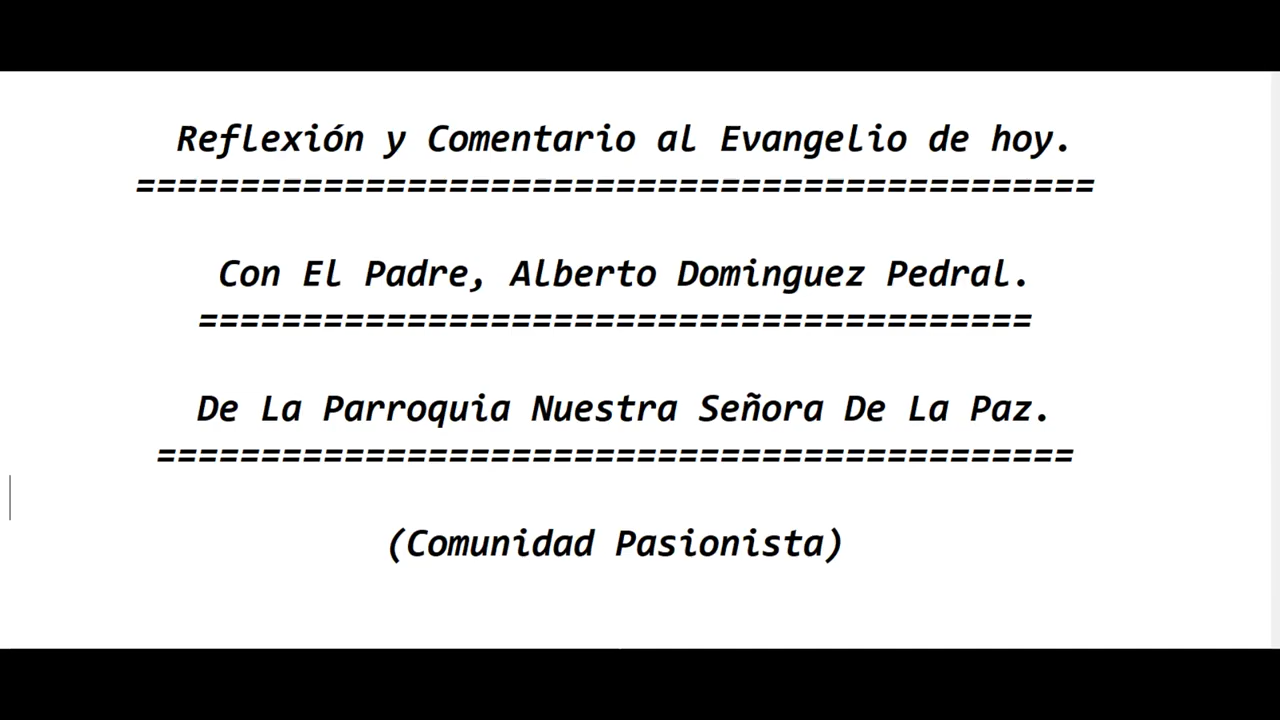 Reflexión y Comentario al Evangelio de hoy.
==============================================
Con El Padre, Alberto Dominguez Pedral.
========================================
De La Parroquia Nuestra Señora De La Paz.
============================================
(Comunidad Pasionista)